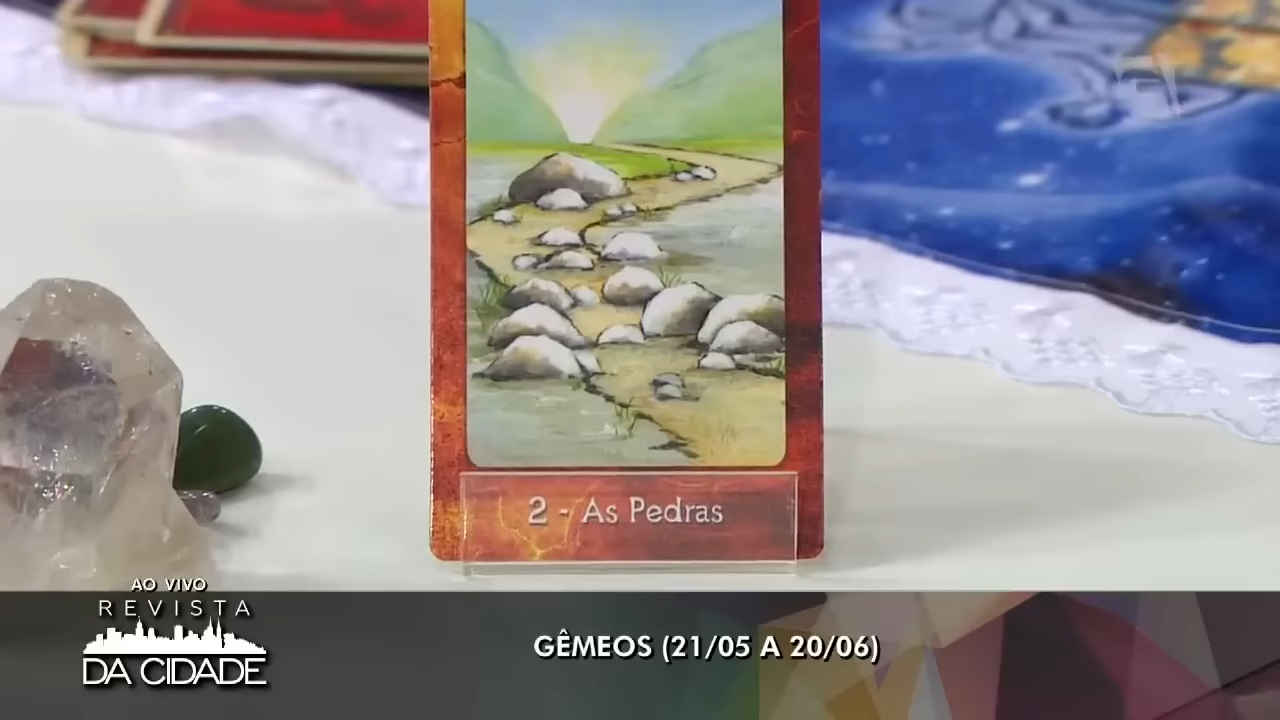 2 - As Pedras
AO VIVO
REVISTA
DA CIDADE
GÊMEOS (21/05 A 20/06)